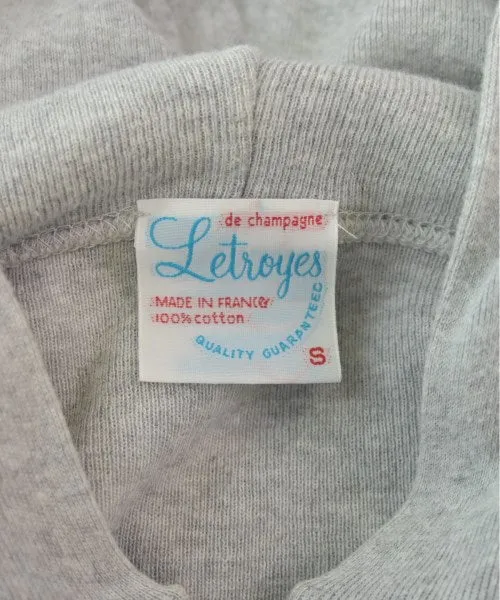 de champagne
Letroyes
MADE IN FRANCE
100% cotton
QUALITY GUARANTEED
S